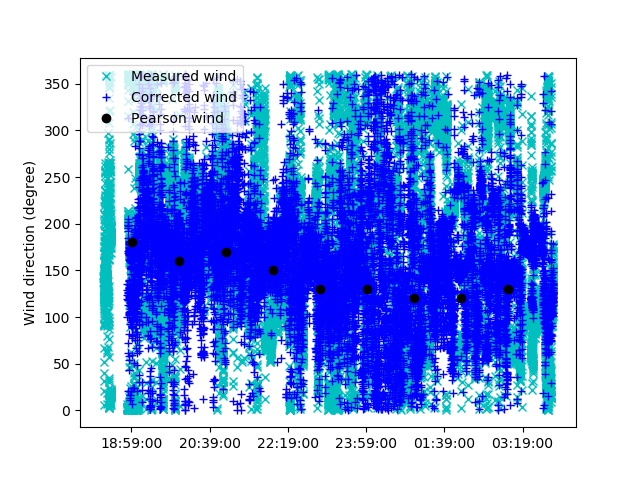 Measured wind
Corrected wind
Pearson wind
Wind direction (degree)
350
300
250
200
150
100
50
0
18:59:00 20:39:00 22:19:00 23:59:00 01:39:00 03:19:00